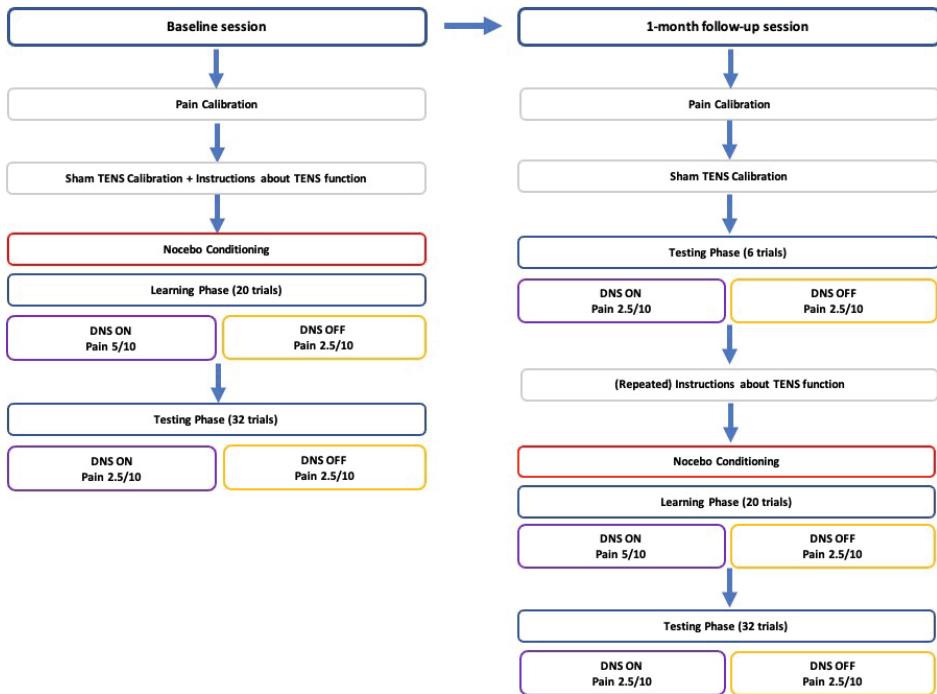 Baseline session
Pain Calibration
Sham TENS Calibration + Instructions about TENS function
Nocebo Conditioning
Learning Phase (20 trials)
DNS ON
Pain 5/10
DNS OFF
Pain 2.5/10
Testing Phase (32 trials)
DNS ON
Pain 2.5/10
DNS OFF
Pain 2.5/10
1-month follow-up session
Pain Calibration
Sham TENS Calibration
Testing Phase (6 trials)
DNS ON
Pain 2.5/10
DNS OFF
Pain 2.5/10
(Repeated) Instructions about TENS function
Nocebo Conditioning
Learning Phase (20 trials)
DNS ON
Pain 5/10
DNS OFF
Pain 2.5/10
Testing Phase (32 trials)
DNS ON
Pain 2.5/10
DNS OFF
Pain 2.5/10